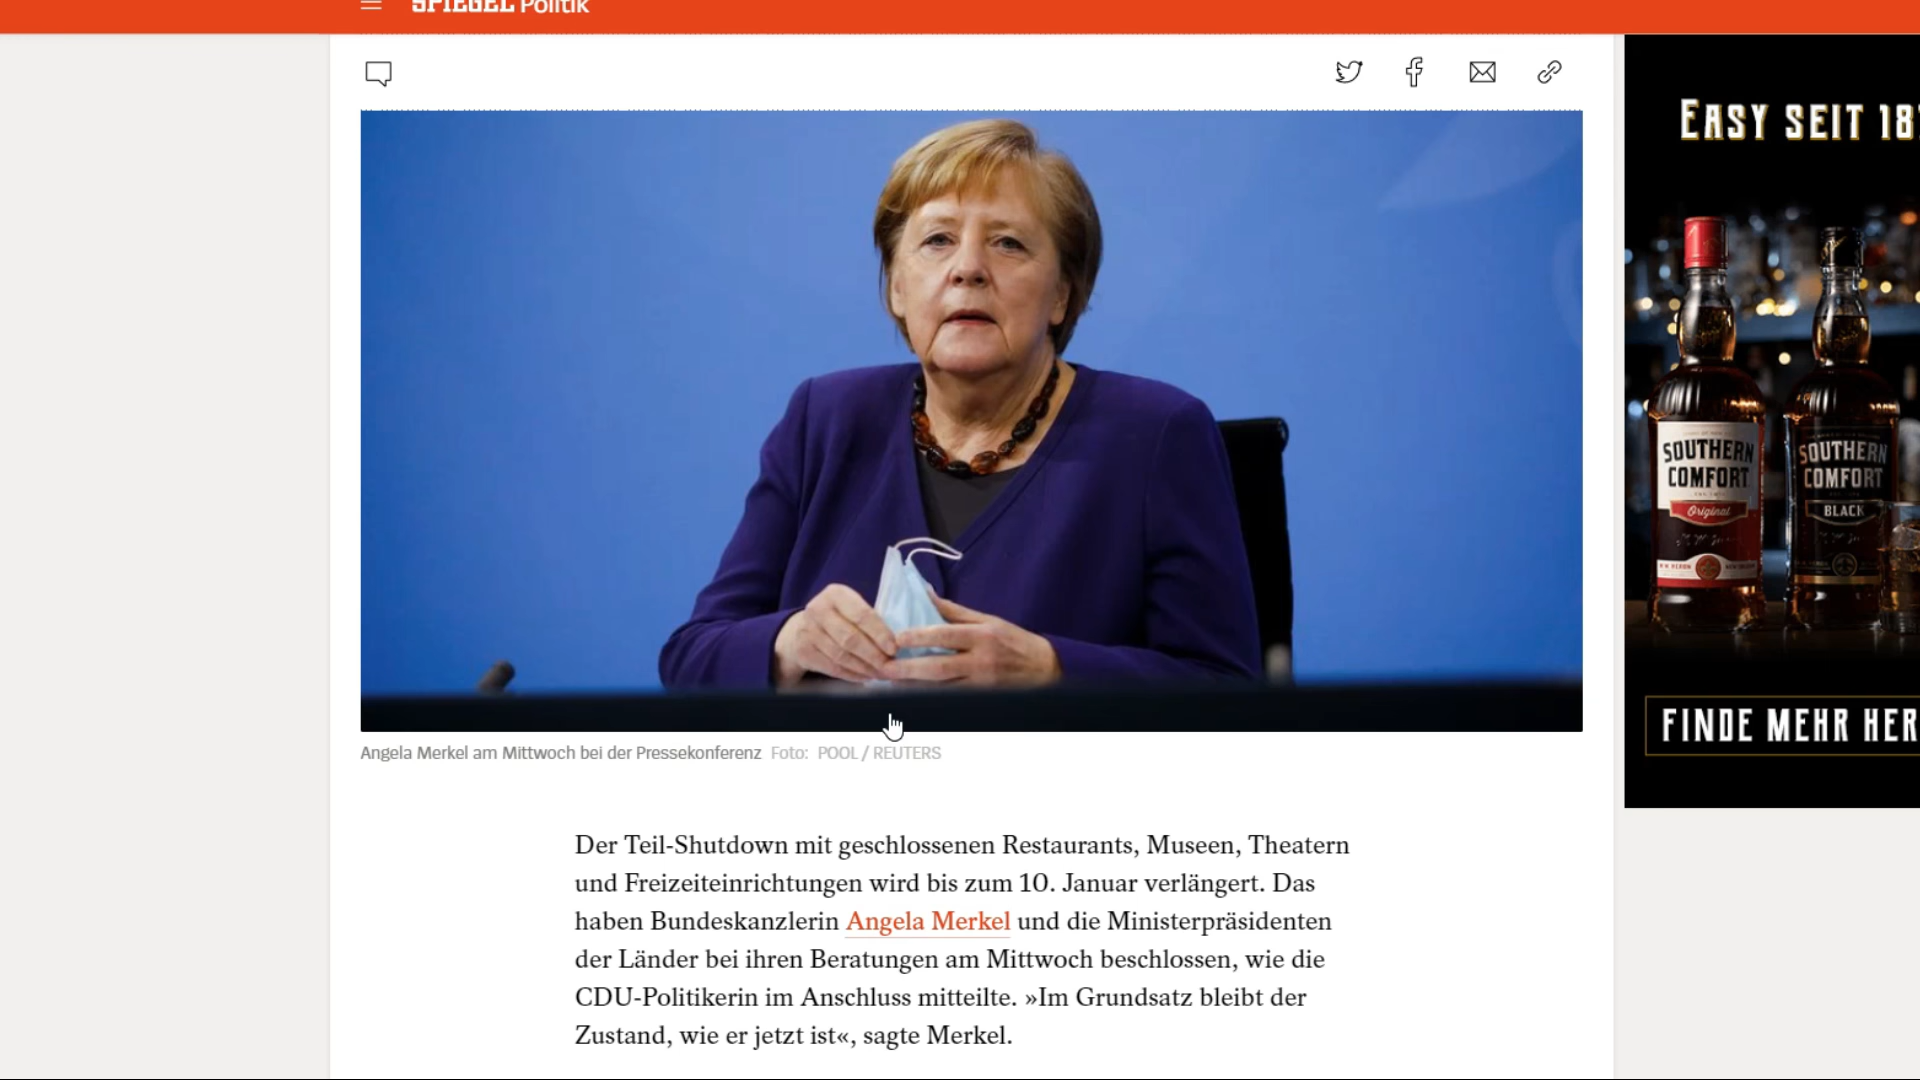 SPIEGEL Politik
Angela Merkel am Mittwoch bei der Pressekonferenz Foto: POOL / REUTERS
Der Teil-Shutdown mit geschlossenen Restaurants, Museen, Theatern
und Freizeiteinrichtungen wird bis zum 10. Januar verlängert. Das
haben Bundeskanzlerin Angela Merkel und die Ministerpräsidenten
der Länder bei ihren Beratungen am Mittwoch beschlossen, wie die
CDU-Politikerin im Anschluss mitteilte. »Im Grundsatz bleibt der
Zustand, wie er jetzt ist«, sagte Merkel.
EASY SEIT 18
SOUTHERN
COMFORT
Original
SOUTHERN
COMFORT
BLACK
FINDE MEHR HER